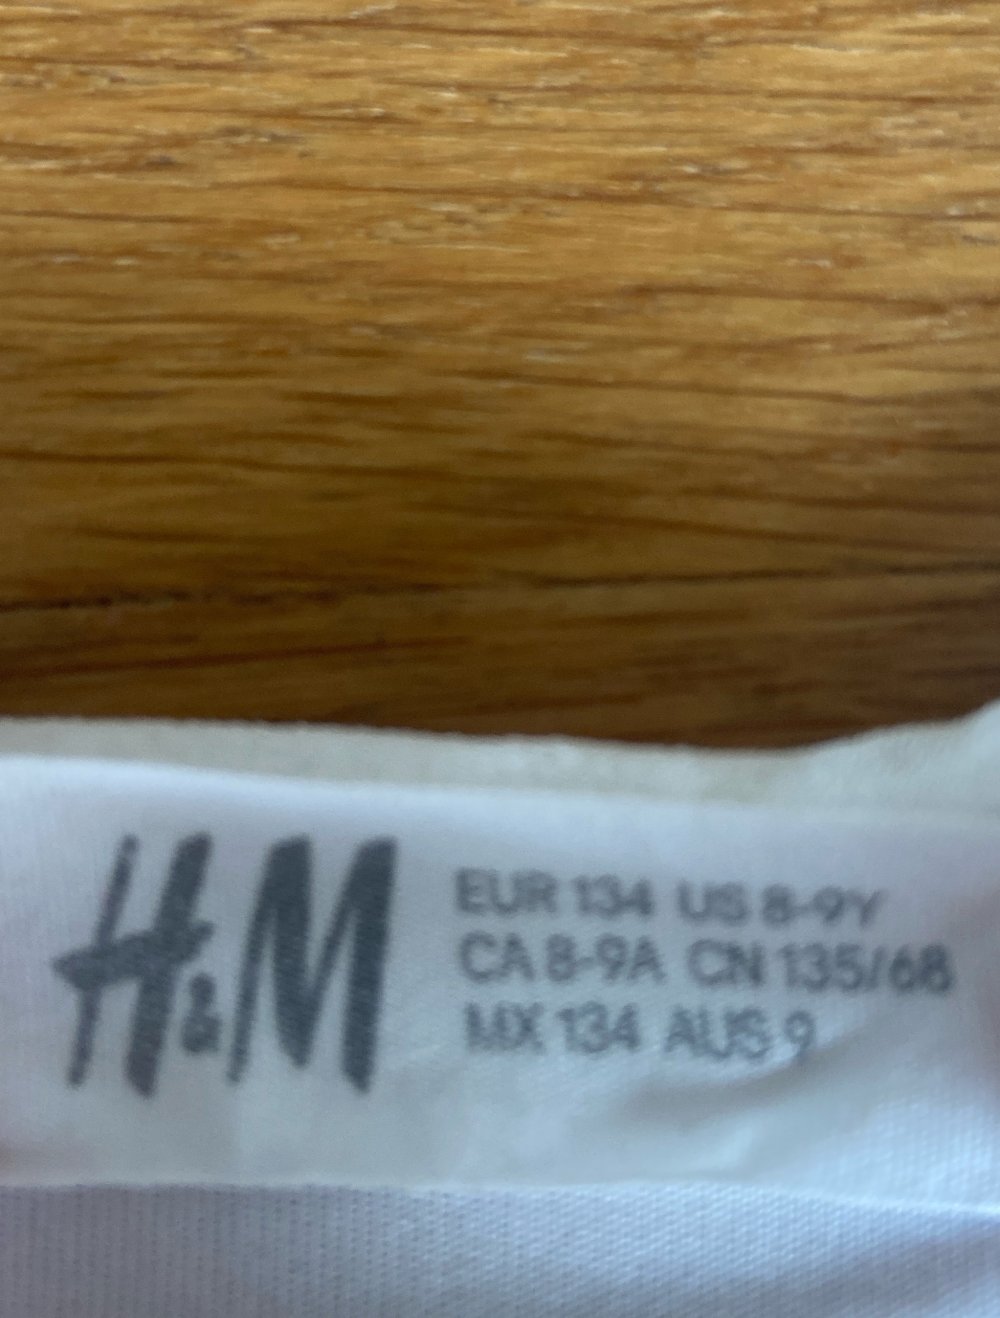 H&M
EUR 134 US 8-9Y
CA 8-9A CN 135/68
MX 134 AUS 9